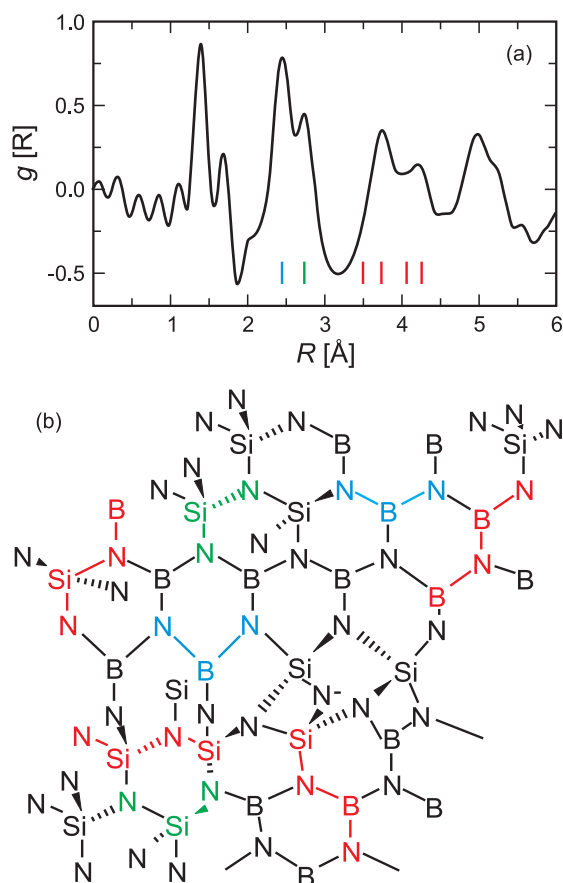 1.0
(a)
0.5
g [R]
0.0
-0.5
0 1 2 3 4 5 6
R [Å]
N
(b) N N N
N N
Si B B Si
N
N N N N N
B Si Si B B
N
N N N N N
N N
Si N B B B B B
N N N N N
B B Si Si
Si N-
N N N N N
N N Si Si B
Si
N N N N N
N B B B
Si Si
N N N
N N
B